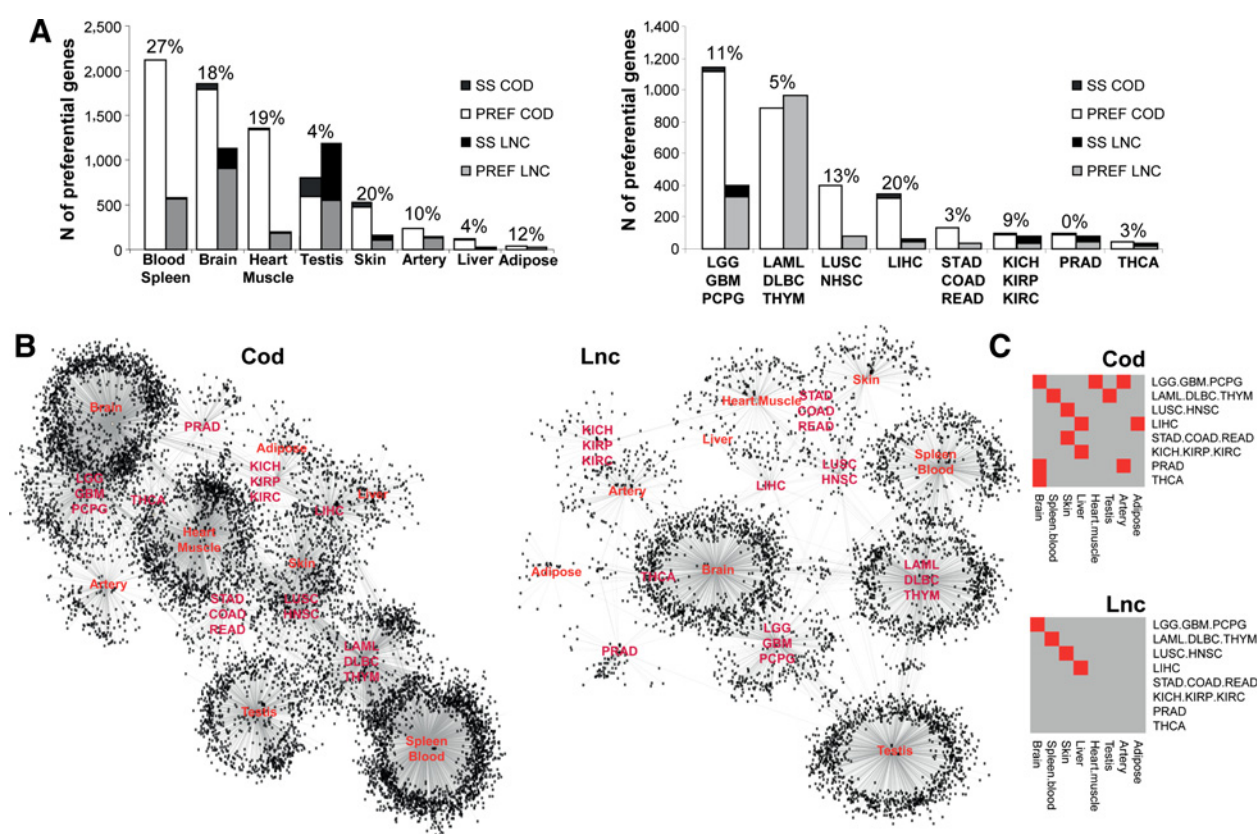 A
N of preferential genes
2,500
2,000
1,500
1,000
500
0
27%
18%
19%
4%
20%
10%
4%
12%
SS COD
PREF COD
SS LNC
PREF LNC
Blood Spleen
Brain
Heart Muscle
Testis
Skin
Artery
Liver
Adipose
N of preferential genes
1,400
1,200
1,000
800
600
400
200
0
11%
5%
13%
20%
3%
9%
0%
3%
SS COD
PREF COD
SS LNC
PREF LNC
LGG
GBM
PCPG
LAML
DLBC
THYM
LUSC
NHSC
LIHC
STAD
COAD
READ
KICH
KIRP
KIRC
PRAD
THCA
B
Cod
Brain
PRAD
Adipose
LGG
GBM
PCPG
THCA
KICH
KIRP
KIRC
LIHC
Liver
Heart
Muscle
Skin
Artery
STAD
COAD
READ
LUSC
HNSC
LAML
DLBC
THYM
Testis
Spleen
Blood
Lnc
Skin
Heart.Muscle
STAD
COAD
READ
KICH
KIRP
KIRC
Liver
Spleen
Blood
LUSC
HNSC
LIHC
Artery
Adipose
THCA
Brain
LAML
DLBC
THYM
LGG
GBM
PCPG
PRAD
Testis
C
Cod
LGG.GBM.PCPG
LAML.DLBC.THYM
LUSC.HNSC
LIHC
STAD.COAD.READ
KICH.KIRP.KIRC
PRAD
THCA
Brain
Spleen.blood
Skin
Liver
Heart.muscle
Testis
Artery
Adipose
Lnc
LGG.GBM.PCPG
LAML.DLBC.THYM
LUSC.HNSC
LIHC
STAD.COAD.READ
KICH.KIRP.KIRC
PRAD
THCA
Brain
Spleen.blood
Skin
Liver
Heart.muscle
Testis
Artery
Adipose